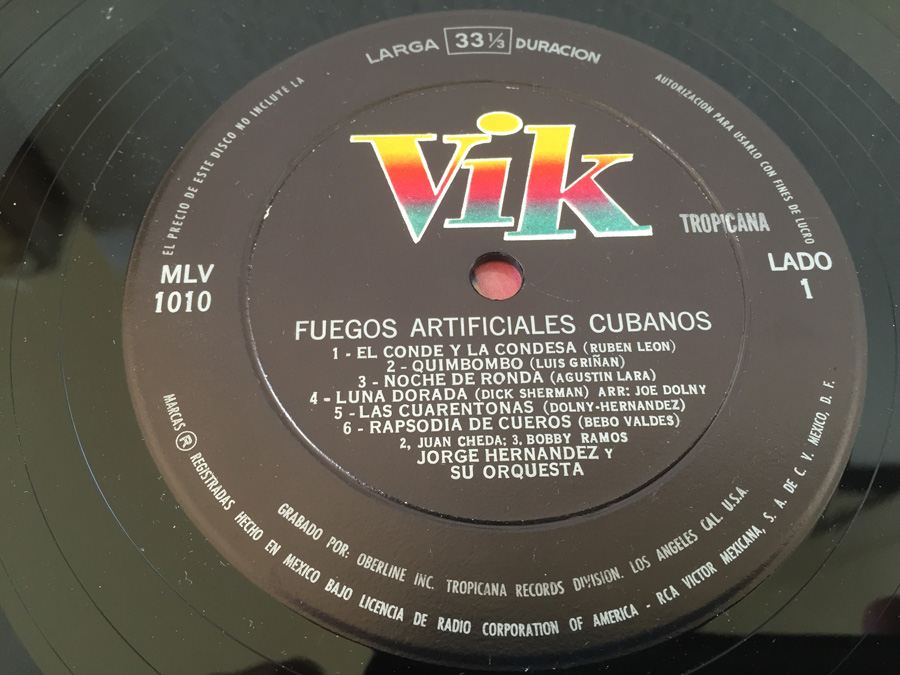 LARGA 33 1/3 DURACION
EL PRECIO DE ESTE DISCO NO INCLUYE LA
AUTORIZACION PARA USARLO CON FINES DE LUCRO
Vik
TROPICANA
MLV
1010
LADO
1
FUEGOS ARTIFICIALES CUBANOS
1 - EL CONDE Y LA CONDESA (RUBEN LEON)
2 - QUIMBOMBO (LUIS GRIÑAN)
3 - NOCHE DE RONDA (AGUSTIN LARA)
4 - LUNA DORADA (DICK SHERMAN) ARR: JOE DOLNY
5 - LAS CUARENTONAS (DOLNY-HERNANDEZ)
6 - RAPSODIA DE CUEROS (BEBO VALDES)
2, JUAN CHEDA; 3, BOBBY RAMOS
JORGE HERNANDEZ Y
SU ORQUESTA
GRABADO POR: OBERLINE INC. TROPICANA RECORDS DIVISION. LOS ANGELES CAL. U.S.A.
MARCAS ® REGISTRADAS HECHO EN MEXICO BAJO LICENCIA DE RADIO CORPORATION OF AMERICA - RCA VICTOR MEXICANA, S. A. DE C. V. MEXICO, D. F.